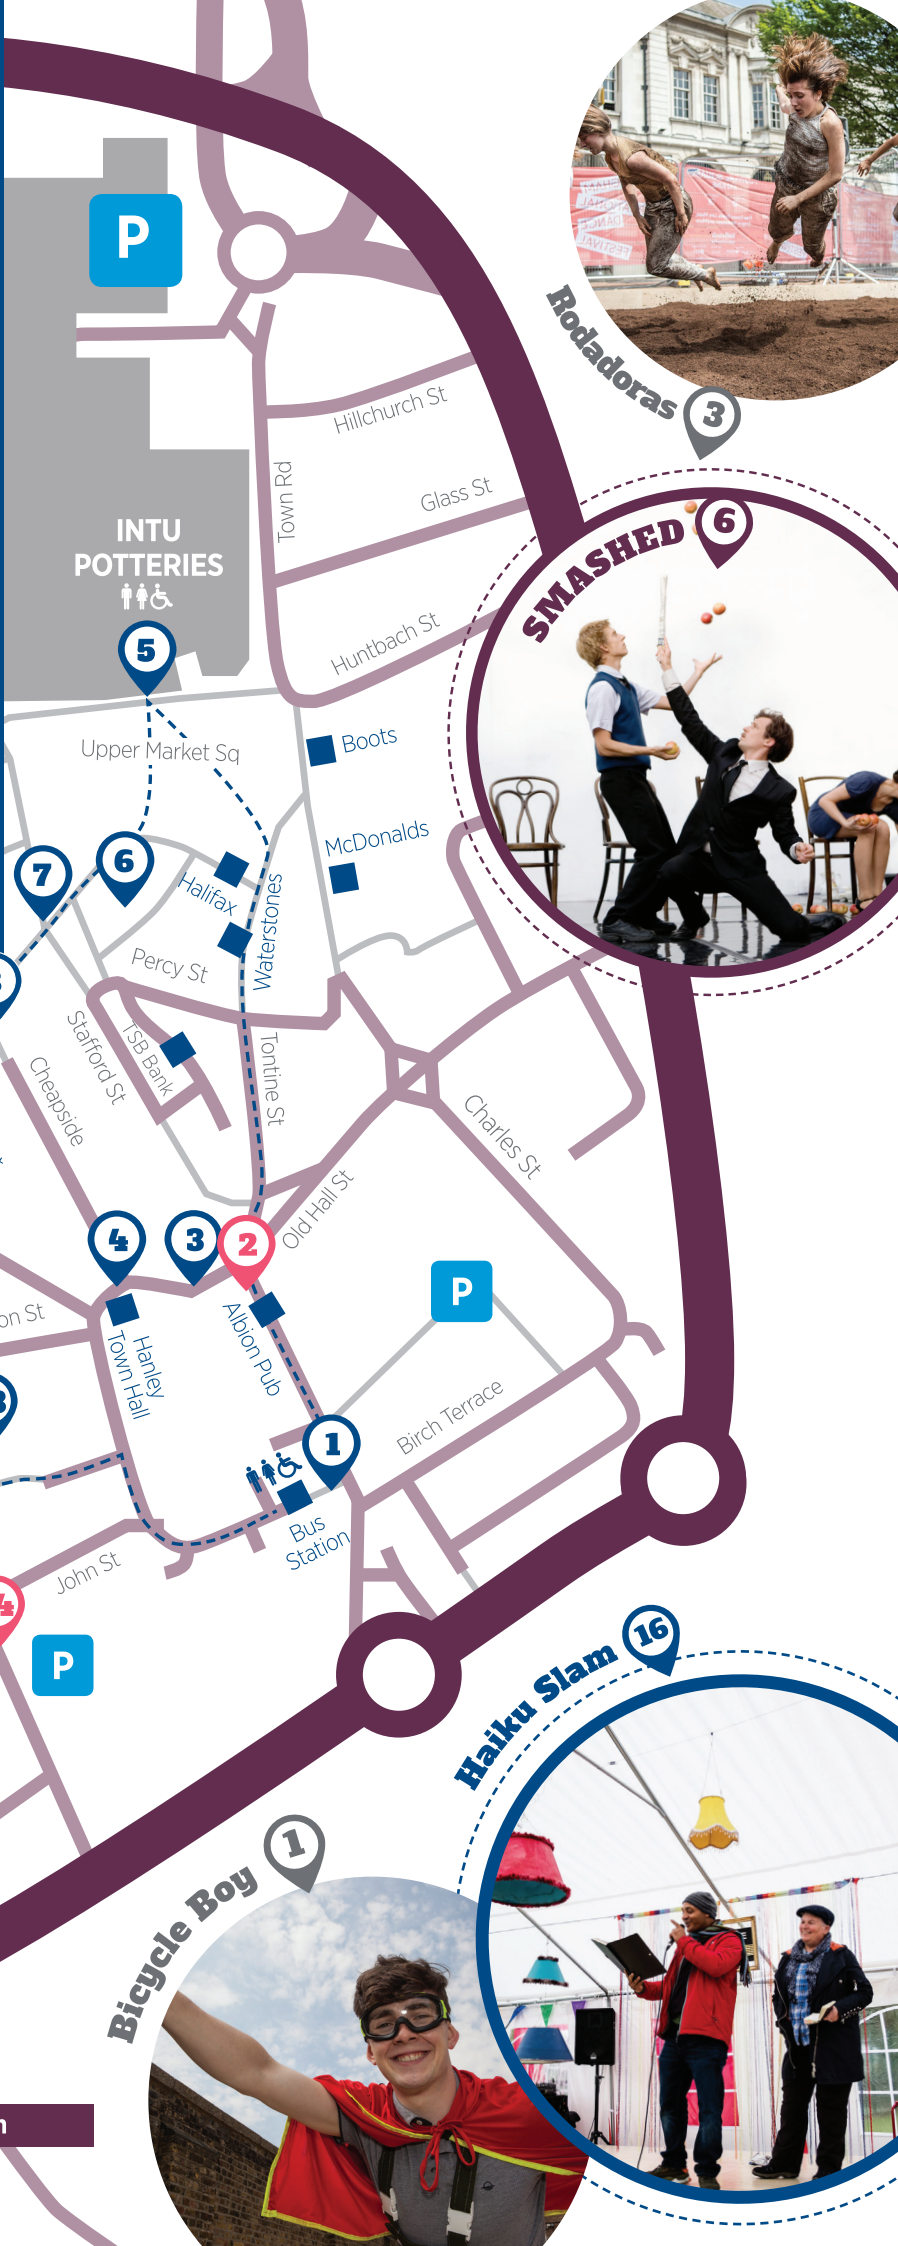 P
Rodadoras
3
Hillchurch St
Town Rd
Glass St
SMASHED
6
INTU
POTTERIES
Huntbach St
5
Upper Market Sq
Boots
McDonalds
7
6
Halifax
Waterstones
Percy St
Stafford St
TSB Bank
Tontine St
Cheapside
Charles St
Old Hall St
4
3
2
P
on St
Hanley
Town Hall
Albion Pub
Birch Terrace
1
Bus
Station
John St
4
P
Haiku Slam
16
Bicycle Boy
1
n